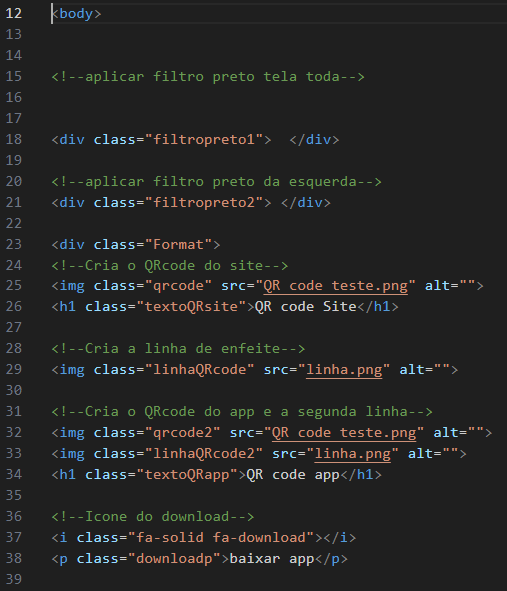 12 <body>
13
14
15 <!--aplicar filtro preto tela toda-->
16
17
18 <div class="filtropreto1">  </div>
19
20 <!--aplicar filtro preto da esquerda-->
21 <div class="filtropreto2"> </div>
22
23 <div class="Format">
24 <!--Cria o QRcode do site-->
25 <img class="qrcode" src="QR code teste.png" alt="">
26 <h1 class="textoQRsite">QR code Site</h1>
27
28 <!--Cria a linha de enfeite-->
29 <img class="linhaQRcode" src="linha.png" alt="">
30
31 <!--Cria o QRcode do app e a segunda linha-->
32 <img class="qrcode2" src="QR code teste.png" alt="">
33 <img class="linhaQRcode2" src="linha.png" alt="">
34 <h1 class="textoQRapp">QR code app</h1>
35
36 <!--Icone do download-->
37 <i class="fa-solid fa-download"></i>
38 <p class="downloadp">baixar app</p>
39